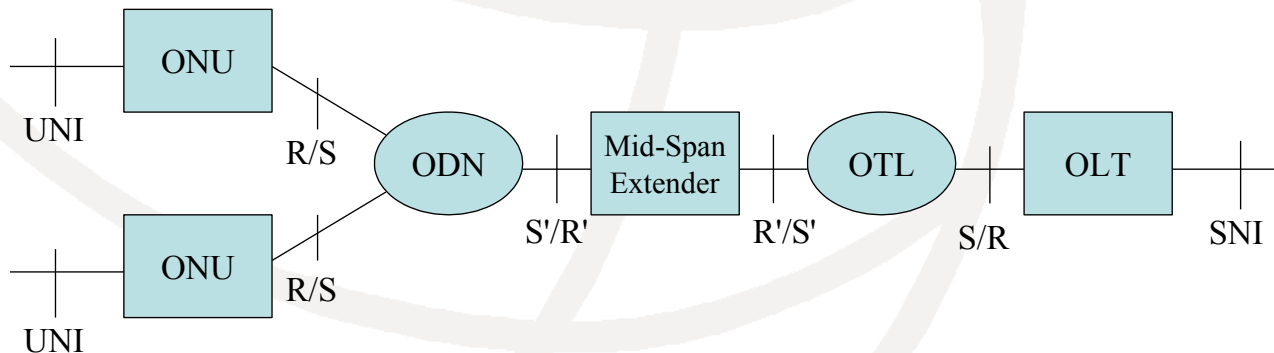 ONU
UNI
R/S
ODN
Mid-Span
Extender
OTL
OLT
S'/R'
R'/S'
S/R
SNI
ONU
R/S
UNI